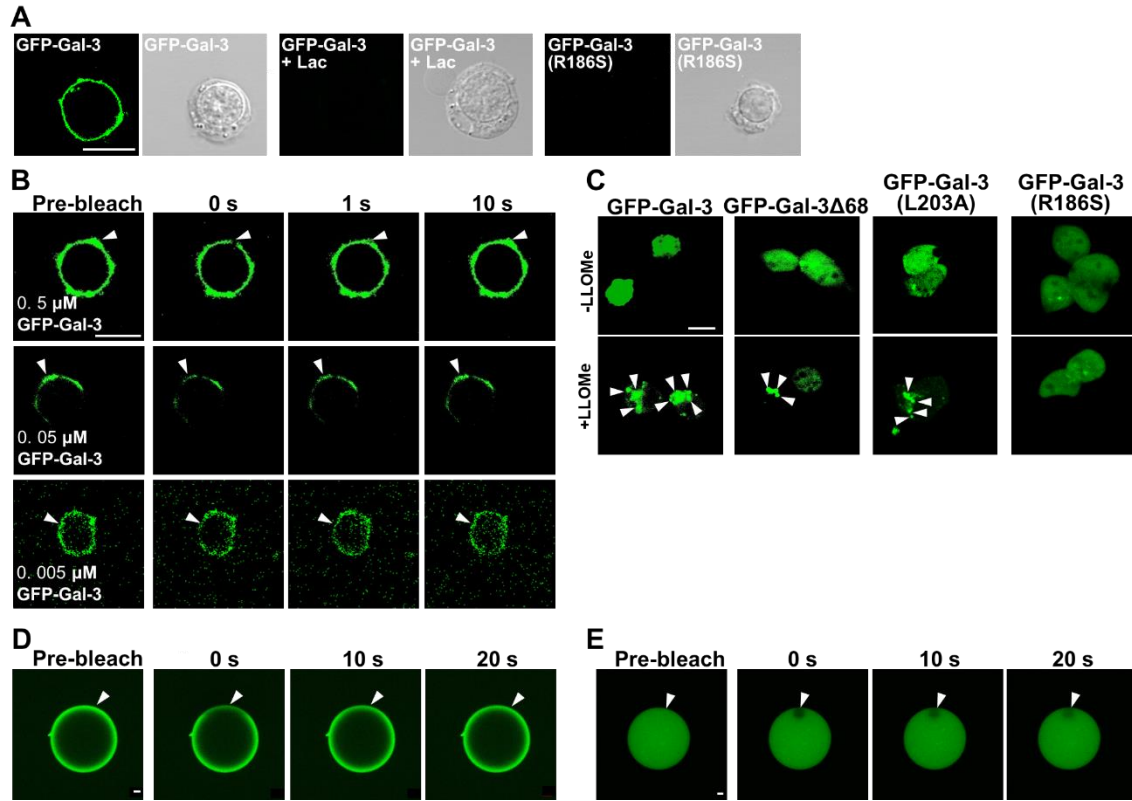 A
GFP-Gal-3
GFP-Gal-3
GFP-Gal-3
+ Lac
GFP-Gal-3
+ Lac
GFP-Gal-3
(R186S)
GFP-Gal-3
(R186S)
B
Pre-bleach 0 s 1 s 10 s
0. 5 µM
GFP-Gal-3
0. 05 µM
GFP-Gal-3
0. 005 µM
GFP-Gal-3
C
GFP-Gal-3
GFP-Gal-3Δ68
GFP-Gal-3
(L203A)
GFP-Gal-3
(R186S)
-LLOMe
+LLOMe
D
Pre-bleach 0 s 10 s 20 s
E
Pre-bleach 0 s 10 s 20 s